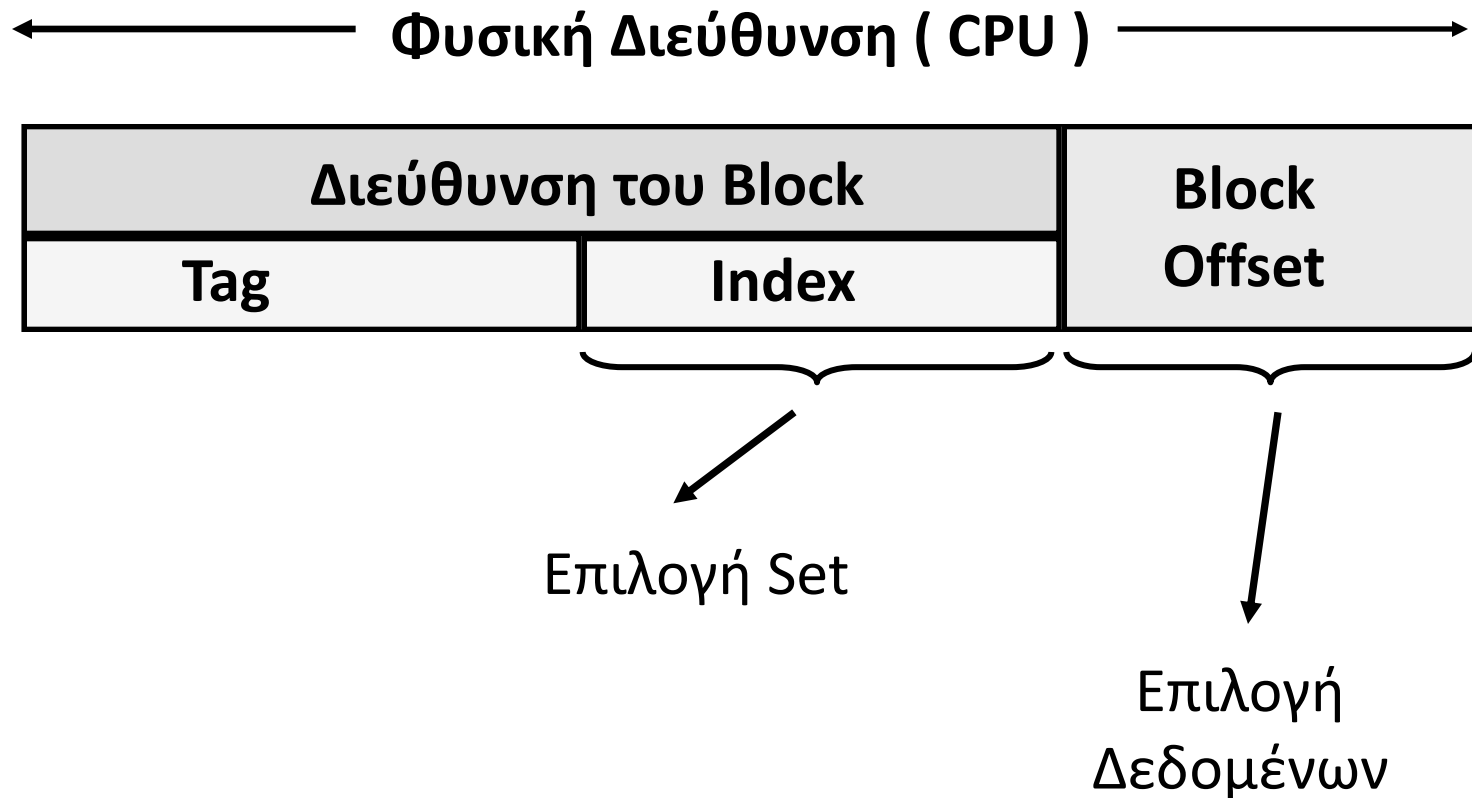 Φυσική Διεύθυνση ( CPU )
Διεύθυνση του Block
Block
Offset
Tag
Index
Επιλογή Set
Επιλογή
Δεδομένων